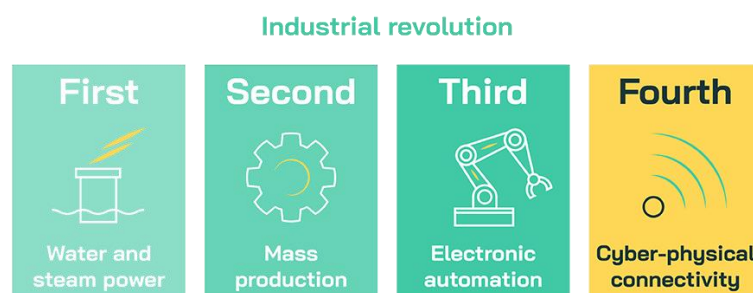 Industrial revolution
First
Second
Third
Fourth
Water and
steam power
Mass
production
Electronic
automation
Cyber-physical
connectivity